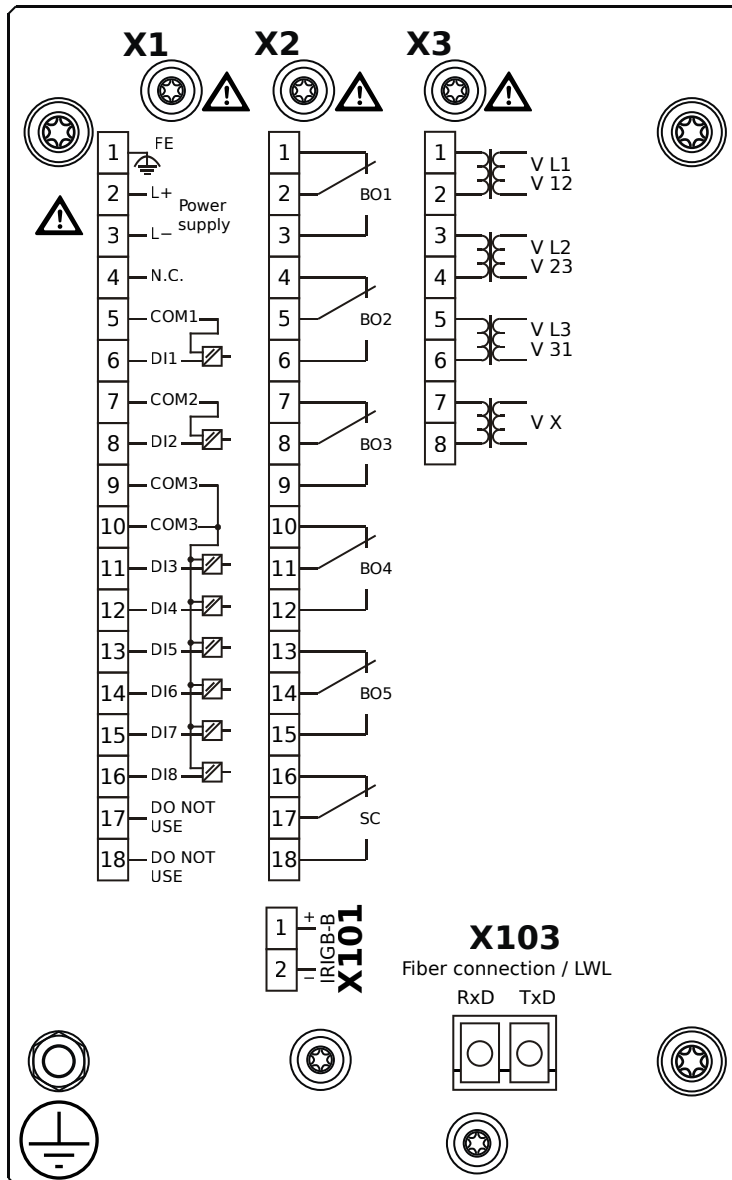 X1
X2
X3
1 FE
2 L+
Power
supply
3 L−
4 N.C.
5 COM1
6 DI1
7 COM2
8 DI2
9 COM3
10 COM3
11 DI3
12 DI4
13 DI5
14 DI6
15 DI7
16 DI8
17 DO NOT
USE
18 DO NOT
USE
1
2 BO1
3
4
5 BO2
6
7
8 BO3
9
10
11 BO4
12
13
14 BO5
15
16
17 SC
18
1
2
V L1
V 12
3
4
V L2
V 23
5
6
V L3
V 31
7
8
V X
1 +
2 −
IRIGB-B
X101
X103
Fiber connection / LWL
RxD TxD